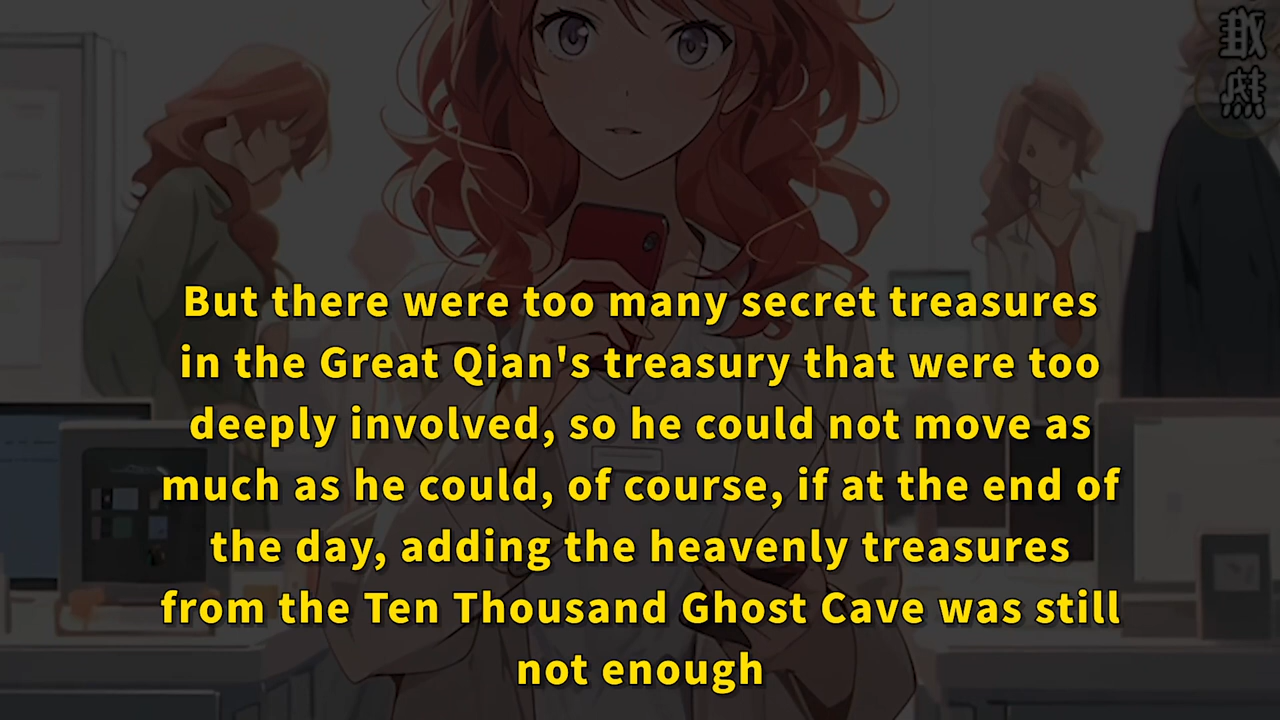 But there were too many secret treasures
in the Great Qian's treasury that were too
deeply involved, so he could not move as
much as he could, of course, if at the end of
the day, adding the heavenly treasures
from the Ten Thousand Ghost Cave was still
not enough